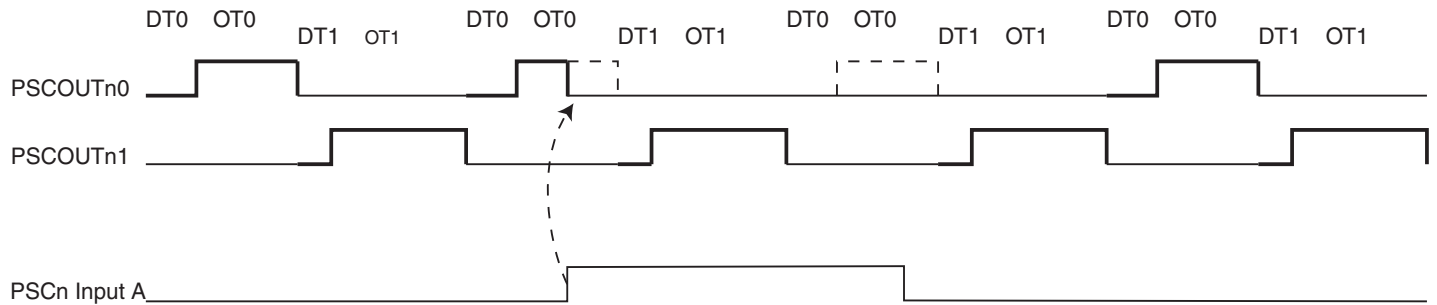 DT0 OT0 DT0 OT0 DT0 OT0 DT0 OT0
DT1 OT1 DT1 OT1 DT1 OT1 DT1 OT1
PSCOUTn0
PSCOUTn1
PSCn Input A